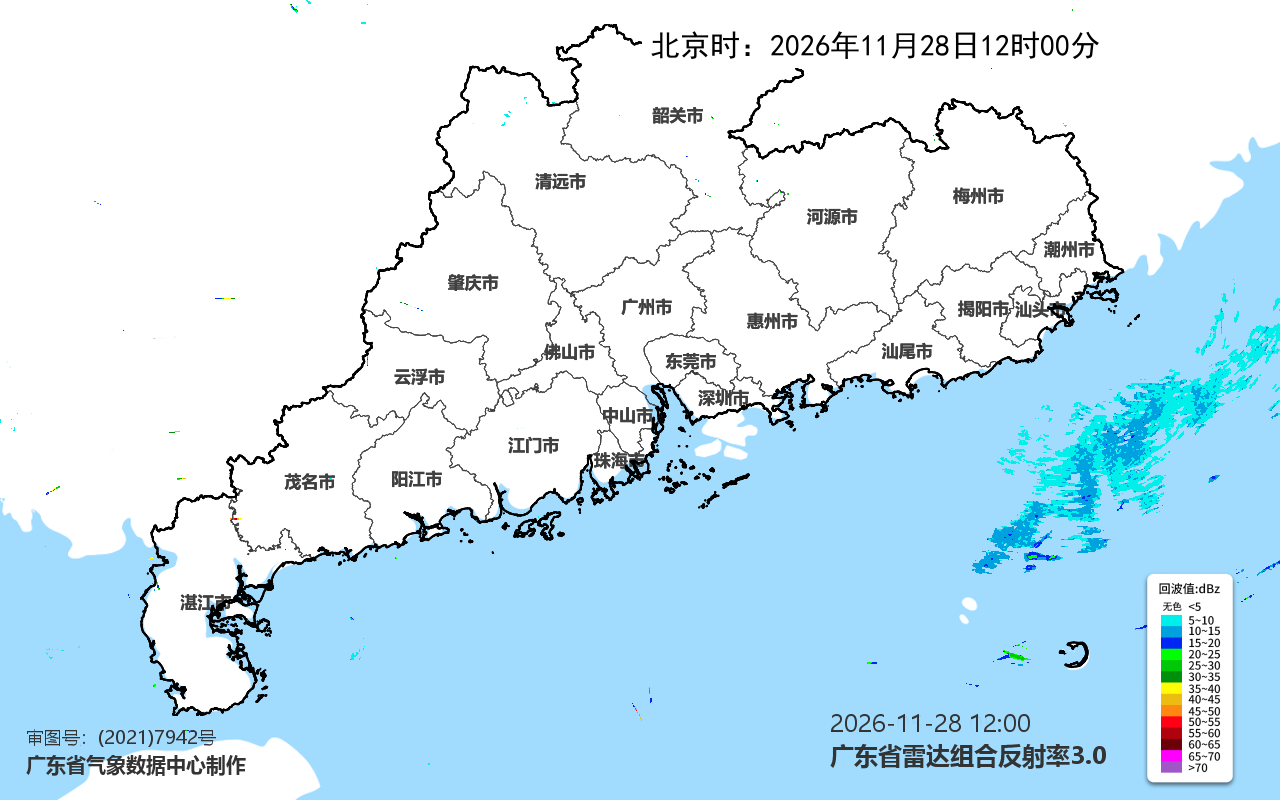 北京时：2026年11月28日12时00分
韶关市
清远市
梅州市
河源市
潮州市
肇庆市
广州市
揭阳市
汕头市
惠州市
佛山市
汕尾市
东莞市
云浮市
深圳市
中山市
江门市
珠海市
阳江市
茂名市
湛江市
回波值:dBz
无色 <5
5~10
10~15
15~20
20~25
25~30
30~35
35~40
40~45
45~50
50~55
55~60
60~65
65~70
>70
2026-11-28 12:00
广东省雷达组合反射率3.0
审图号：(2021)7942号
广东省气象数据中心制作